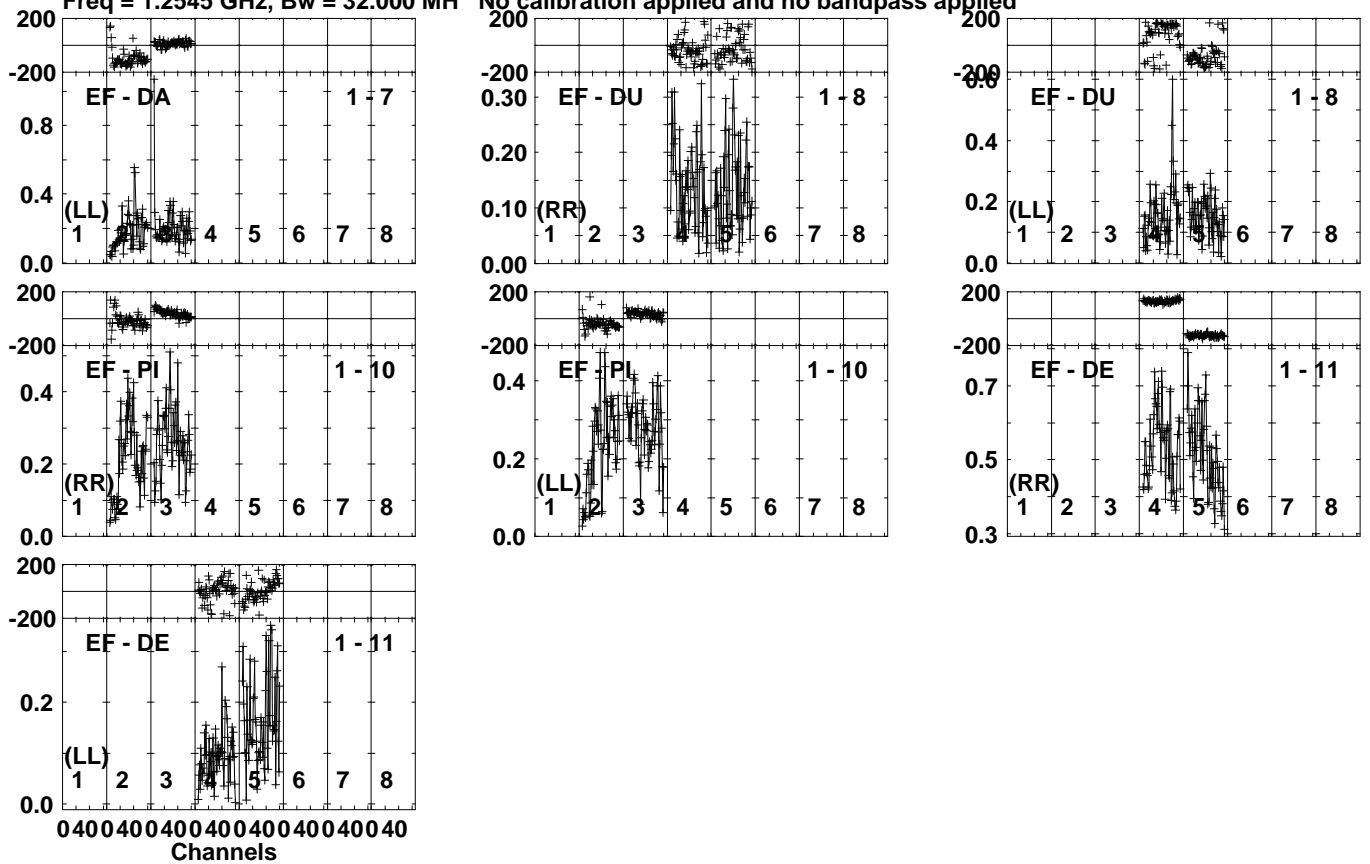 Freq = 1.2545 GHz, Bw = 32.000 MH No calibration applied and no bandpass applied
200
-200
EF - DA 1 - 7
0.8
0.4
0.0
(LL)
1 2 3 4 5 6 7 8
200
-200
EF - DU 1 - 8
0.30
0.20
0.10
0.00
(RR)
1 2 3 4 5 6 7 8
200
-200
0.6
EF - DU 1 - 8
0.4
0.2
0.0
(LL)
1 2 3 4 5 6 7 8
200
-200
EF - PI 1 - 10
0.4
0.2
0.0
(RR)
1 2 3 4 5 6 7 8
200
-200
EF - PI 1 - 10
0.4
0.2
0.0
(LL)
1 2 3 4 5 6 7 8
200
-200
EF - DE 1 - 11
0.7
0.5
0.3
(RR)
1 2 3 4 5 6 7 8
200
-200
EF - DE 1 - 11
0.2
0.0
(LL)
1 2 3 4 5 6 7 8
0 40 0 40 0 40 0 40 0 40 0 40 0 40 0 40
Channels